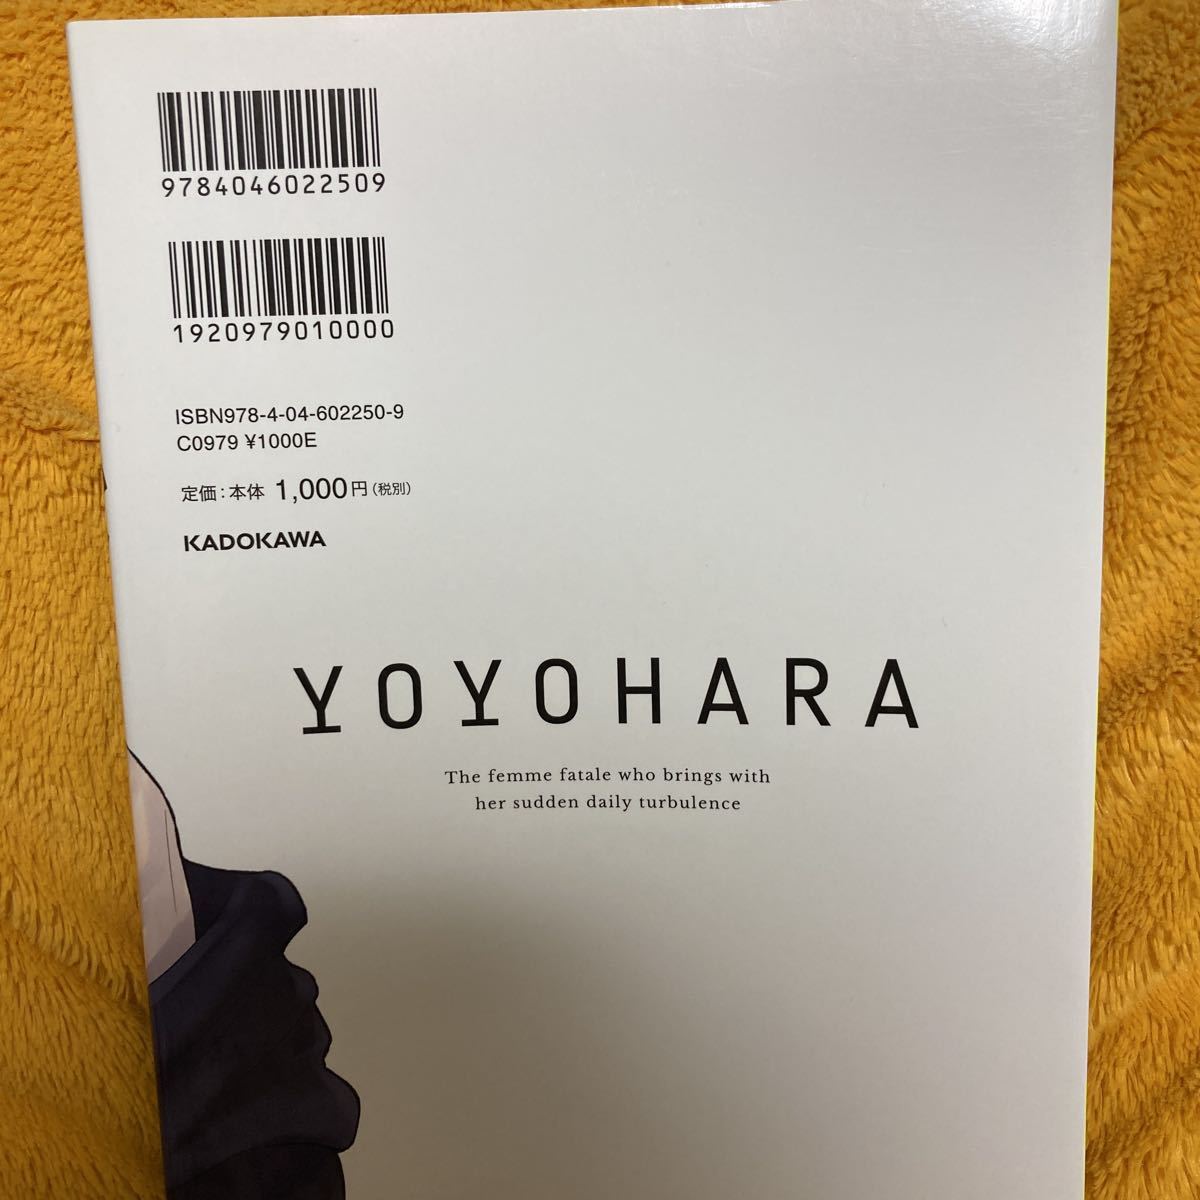 9784046022509
1920979010000
ISBN978-4-04-602250-9
C0979 ¥1000E
定価：本体 1,000円（税別）
KADOKAWA
YOYOHARA
The femme fatale who brings with
her sudden daily turbulence